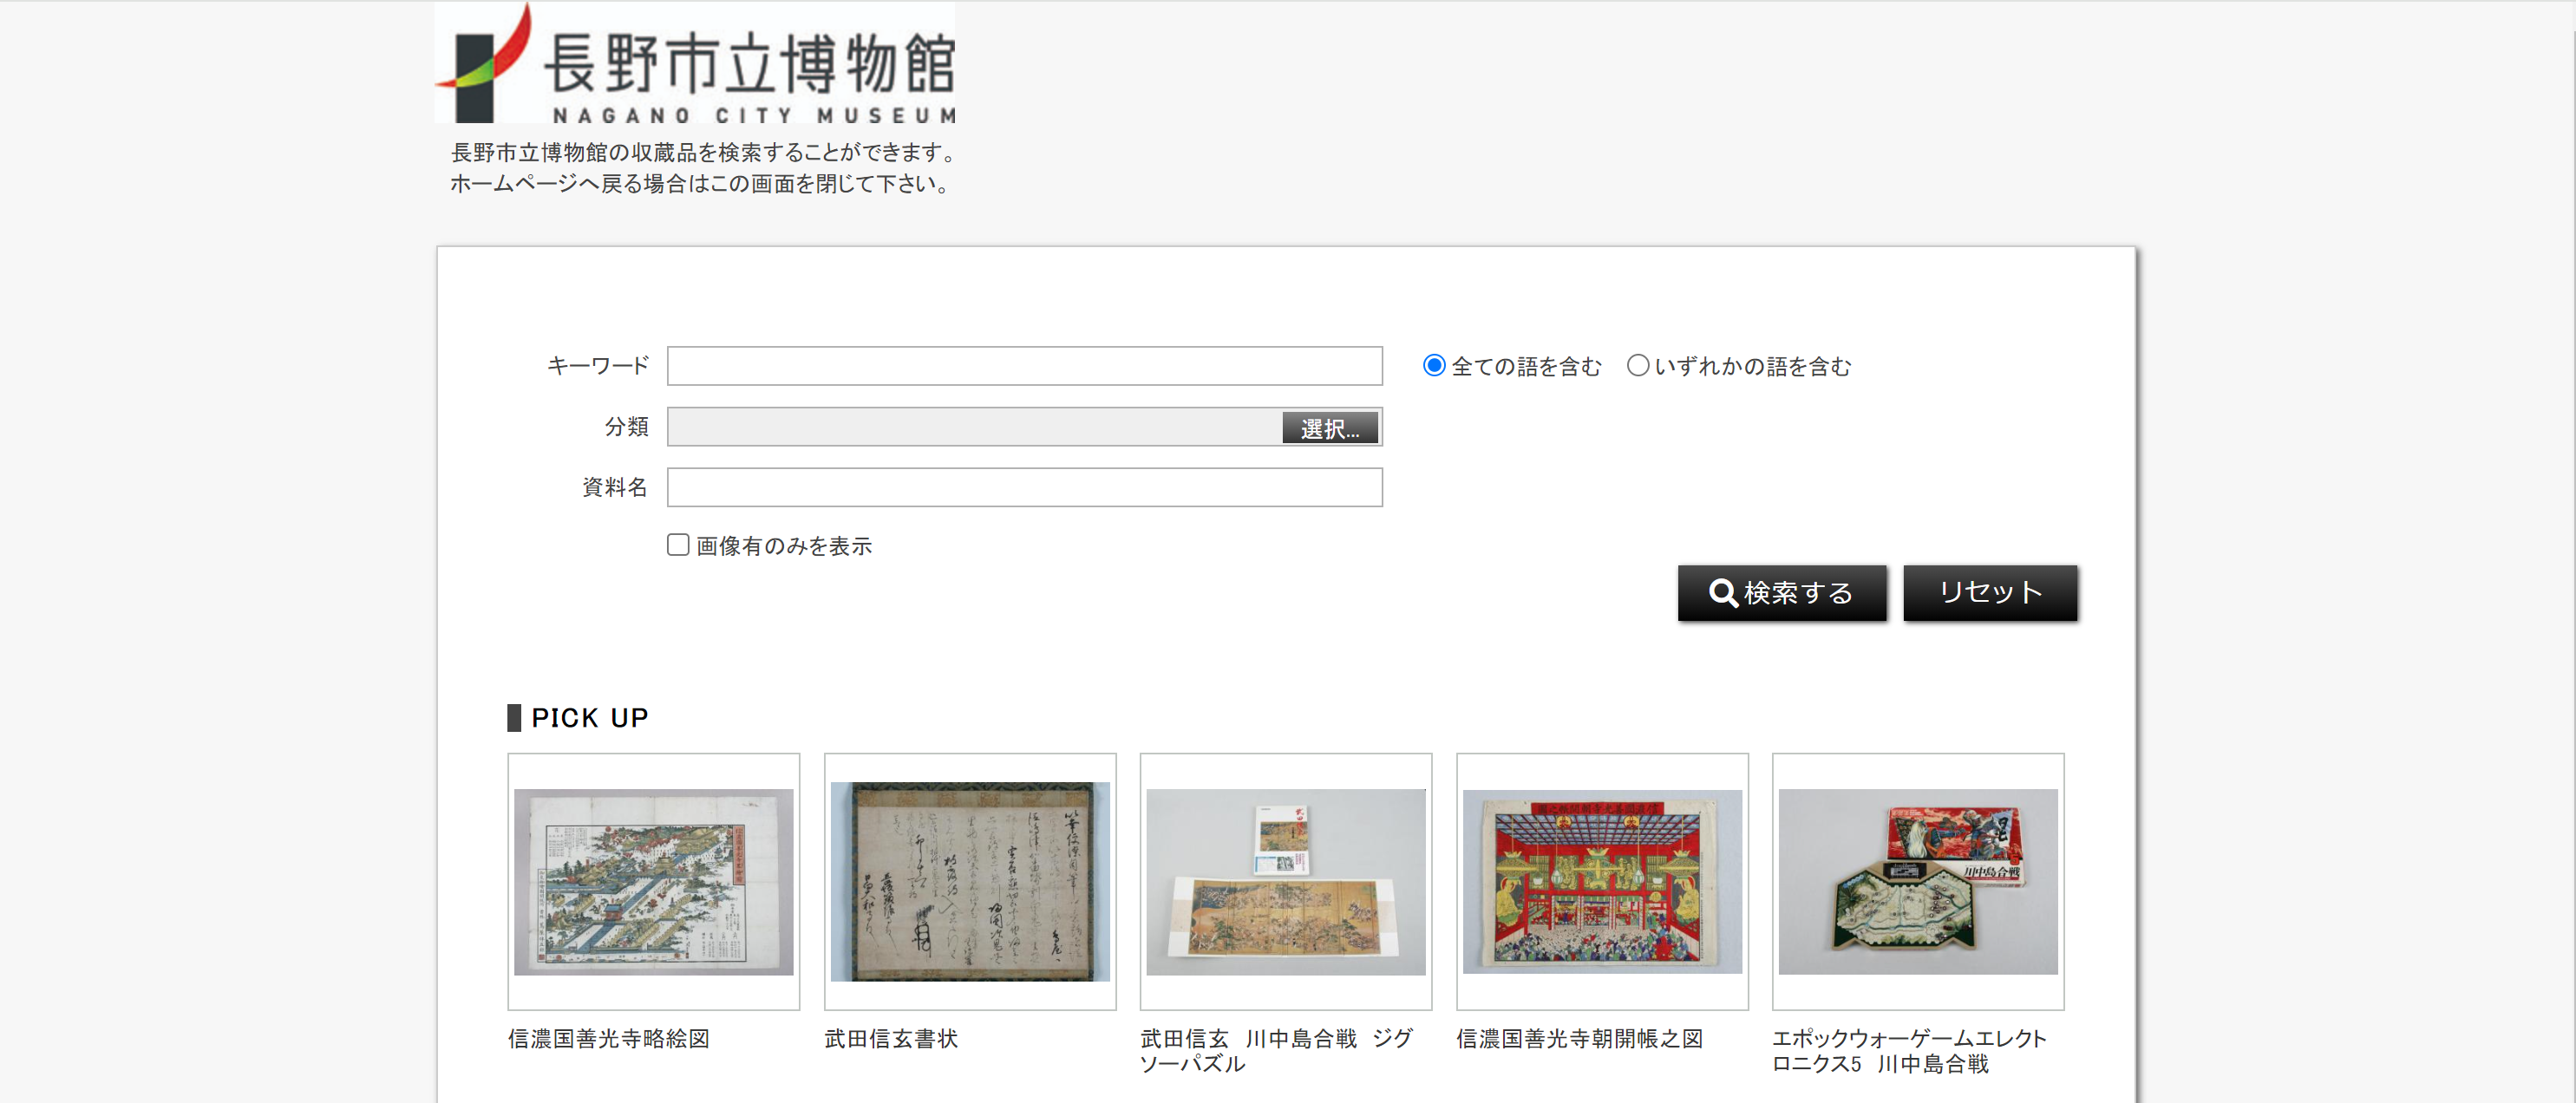 長野市立博物館
NAGANO CITY MUSEUM
長野市立博物館の収蔵品を検索することができます。
ホームページへ戻る場合はこの画面を閉じて下さい。
キーワード
全ての語を含む
いずれかの語を含む
分類
選択...
資料名
画像有のみを表示
検索する
リセット
PICK UP
川中島合戦
信濃国善光寺略絵図
武田信玄書状
武田信玄　川中島合戦　ジグ
ソーパズル
信濃国善光寺朝開帳之図
エポックウォーゲームエレクト
ロニクス5　川中島合戦